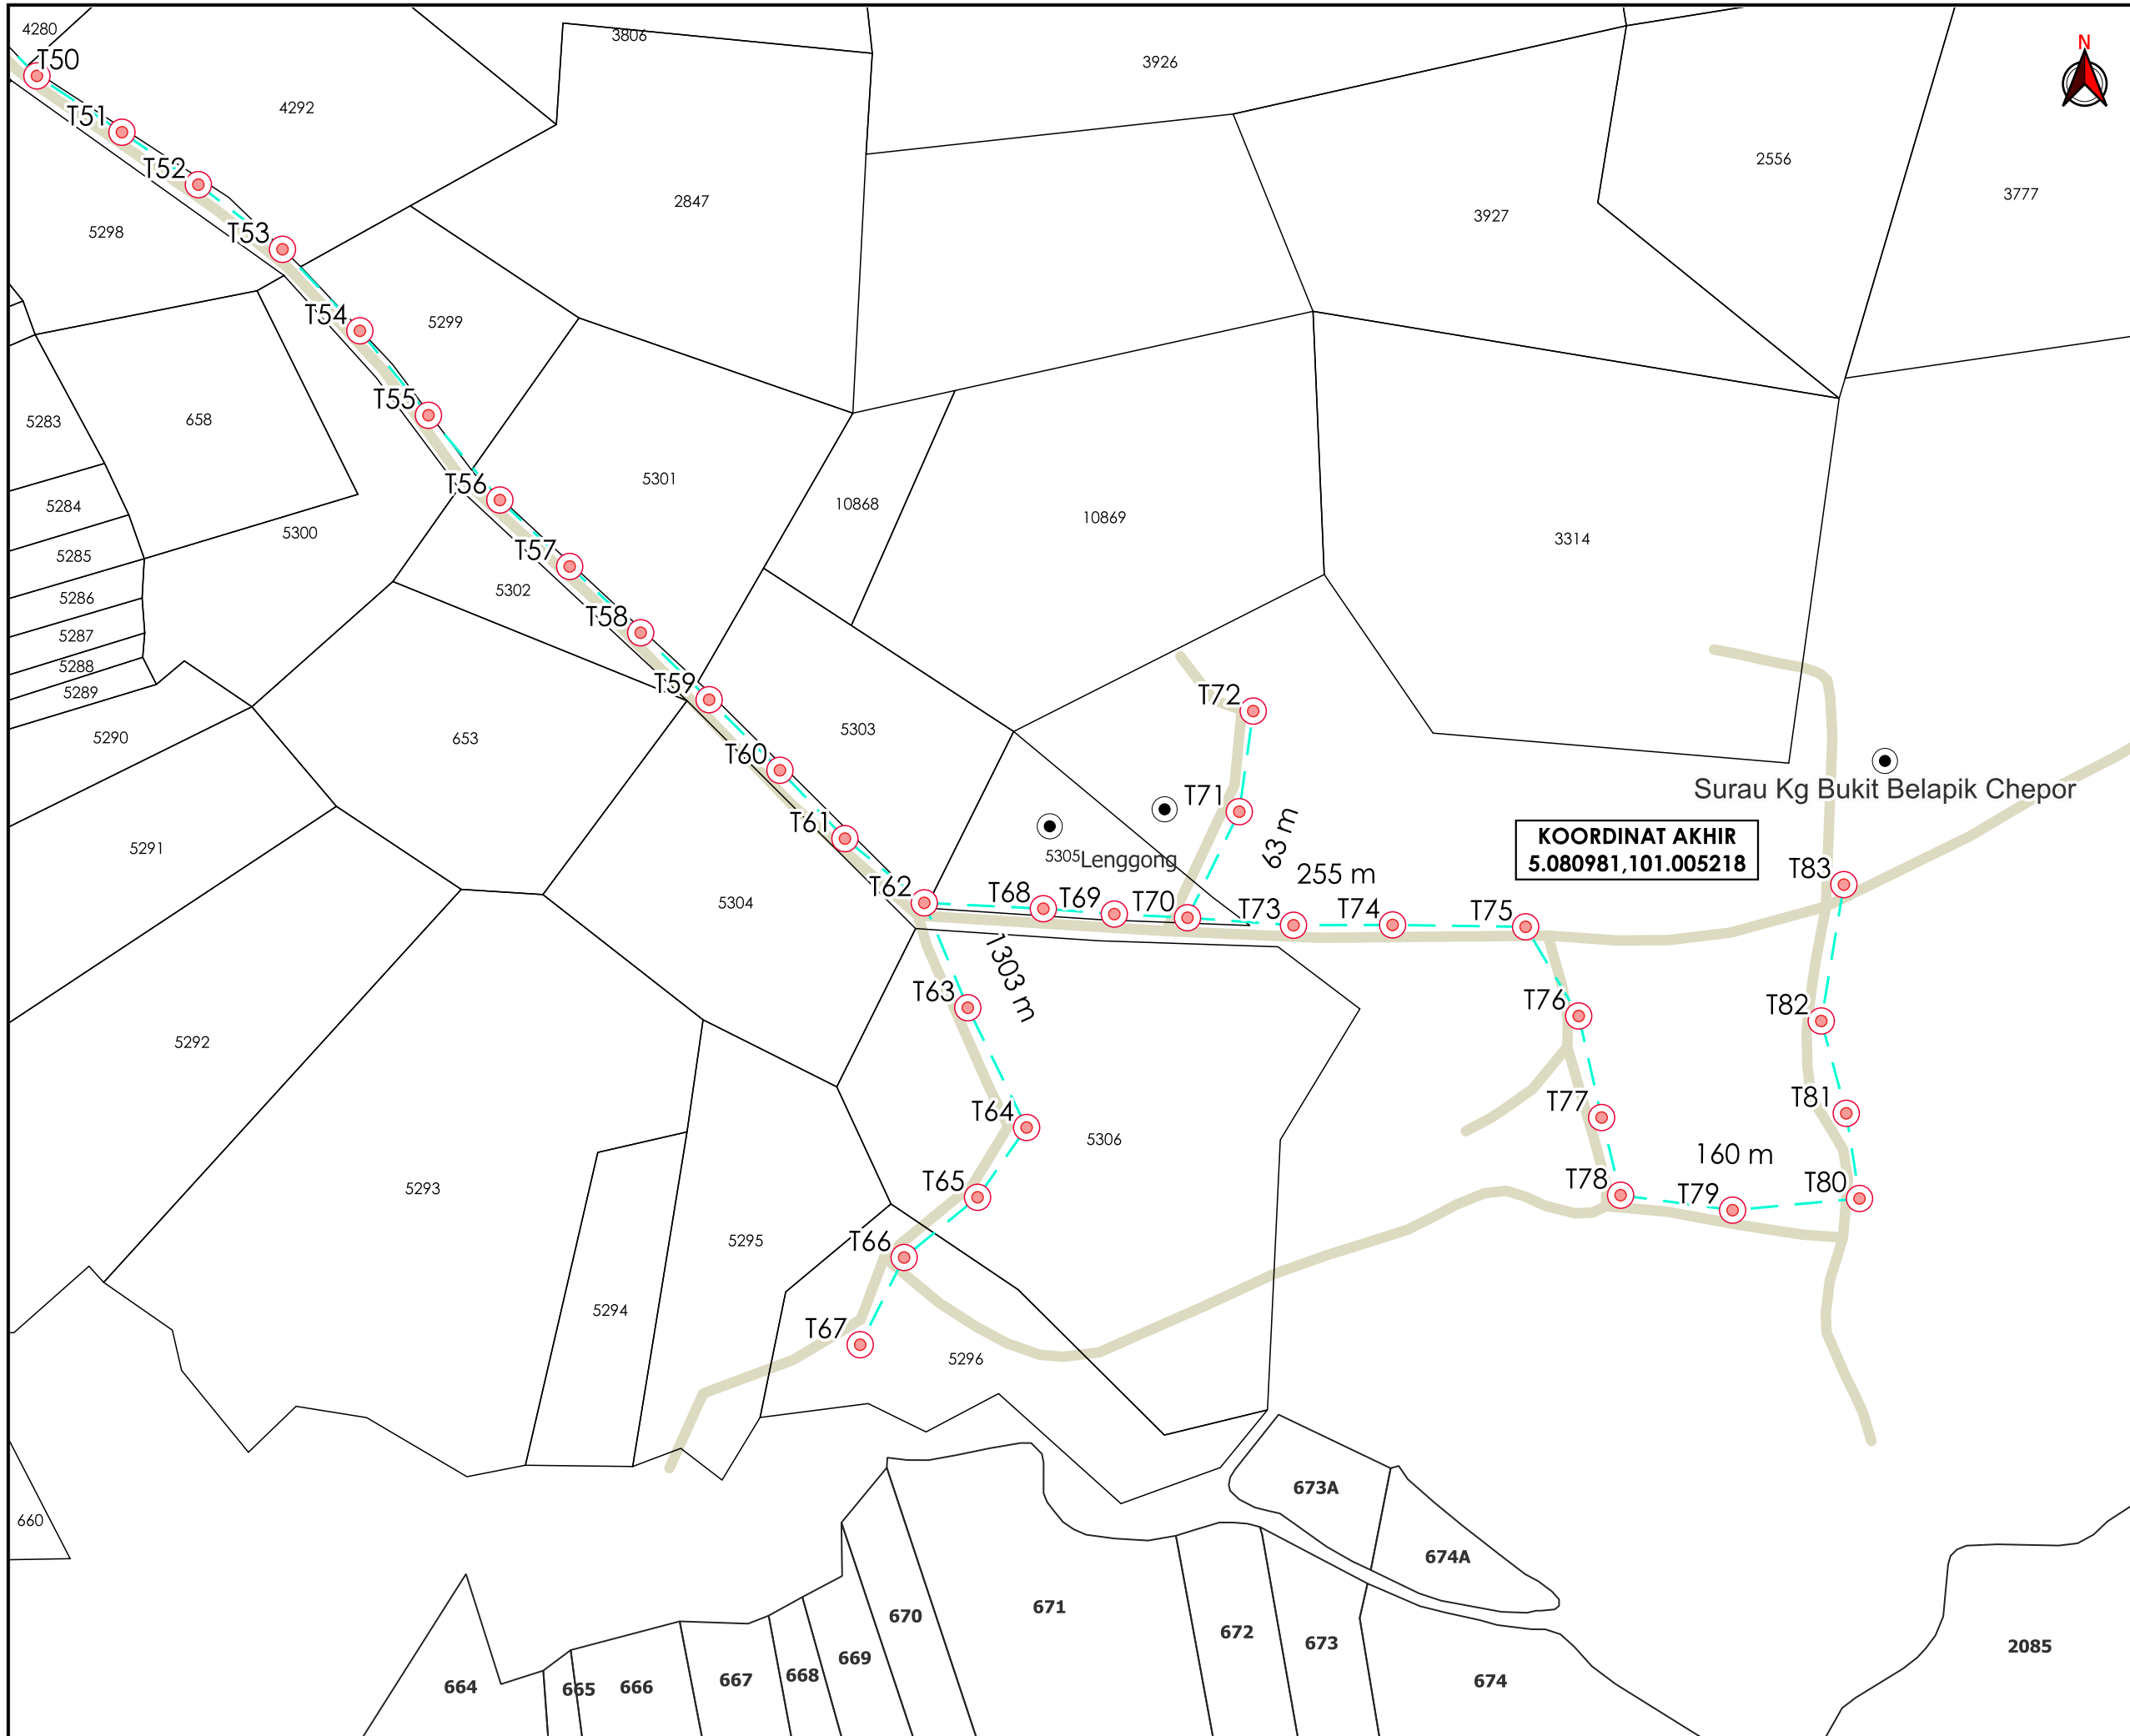 4280
3806
N
T50
3926
4292
T51
2556
T52
3777
2847
3927
5298
T53
T54
5299
T55
5283
658
5301
T56
10868
10869
5284
5300
3314
T57
5285
5302
5286
T58
5287
5288
5289
T59
T72
5290
653
5303
T60
Surau Kg Bukit Belapik Chepor
T71
T61
63 m
KOORDINAT AKHIR
5.080981,101.005218
5291
5305
Lenggong
T83
255 m
T62
T68
T69
T70
T73
T74
T75
5304
1303 m
T63
T76
T82
5292
T64
T77
T81
5306
160 m
5293
T65
T78
T79
T80
5295
T66
5294
T67
5296
673A
660
674A
670
671
672
673
2085
669
668
667
666
665
664
674